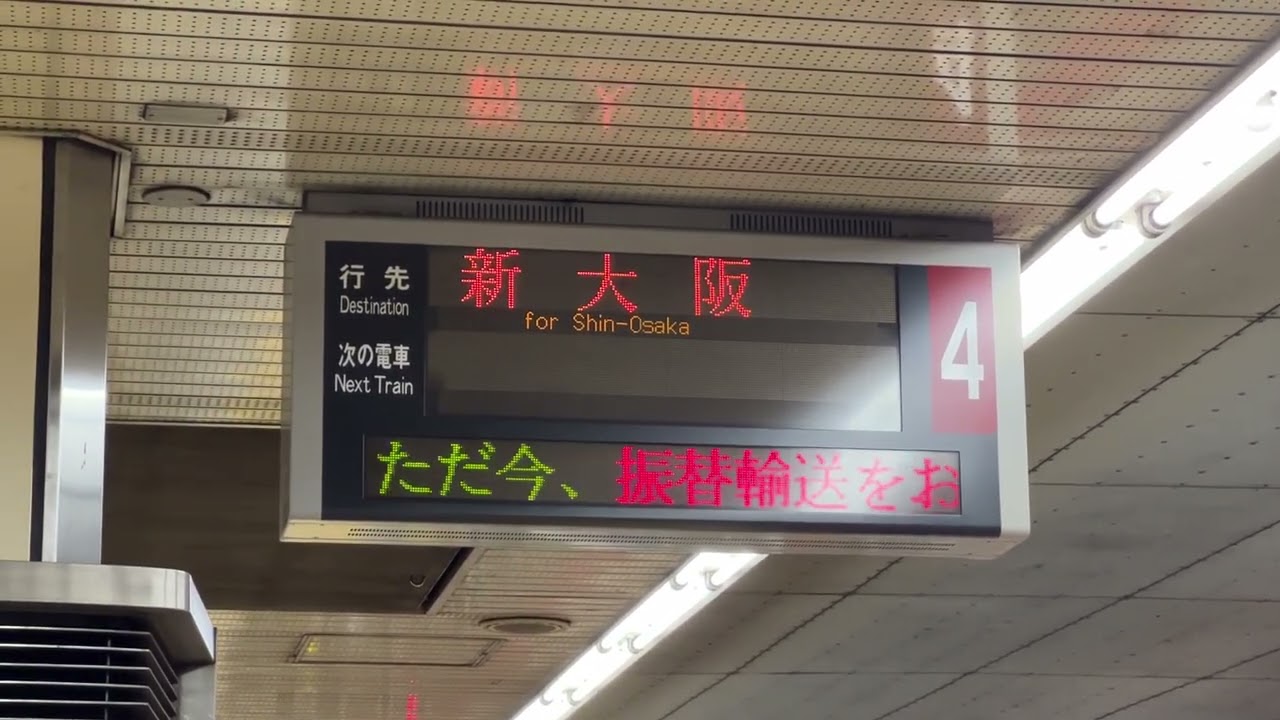 行先 新大阪
Destination for Shin-Osaka
次の電車
Next Train
4
ただ今、振替輸送をお